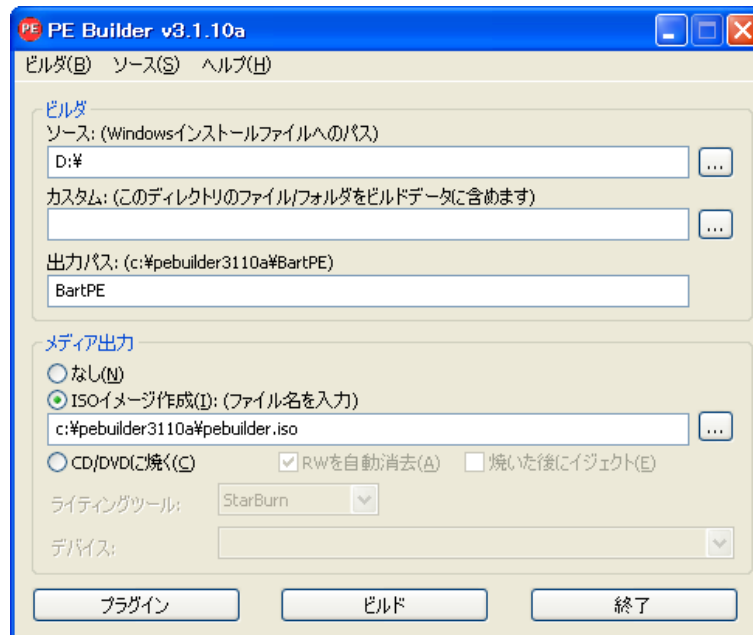 PE Builder v3.1.10a
ビルダ(B) ソース(S) ヘルプ(H)
ビルダ
ソース: (Windowsインストールファイルへのパス)
D:¥
...
カスタム: (このディレクトリのファイル/フォルダをビルドデータに含めます)
...
出力パス: (c:¥pebuilder3110a¥BartPE)
BartPE
メディア出力
なし(N)
ISOイメージ作成(I): (ファイル名を入力)
c:¥pebuilder3110a¥pebuilder.iso
...
CD/DVDに焼く(C) RWを自動消去(A) 焼いた後にイジェクト(E)
ライティングツール: StarBurn
デバイス:
プラグイン ビルド 終了